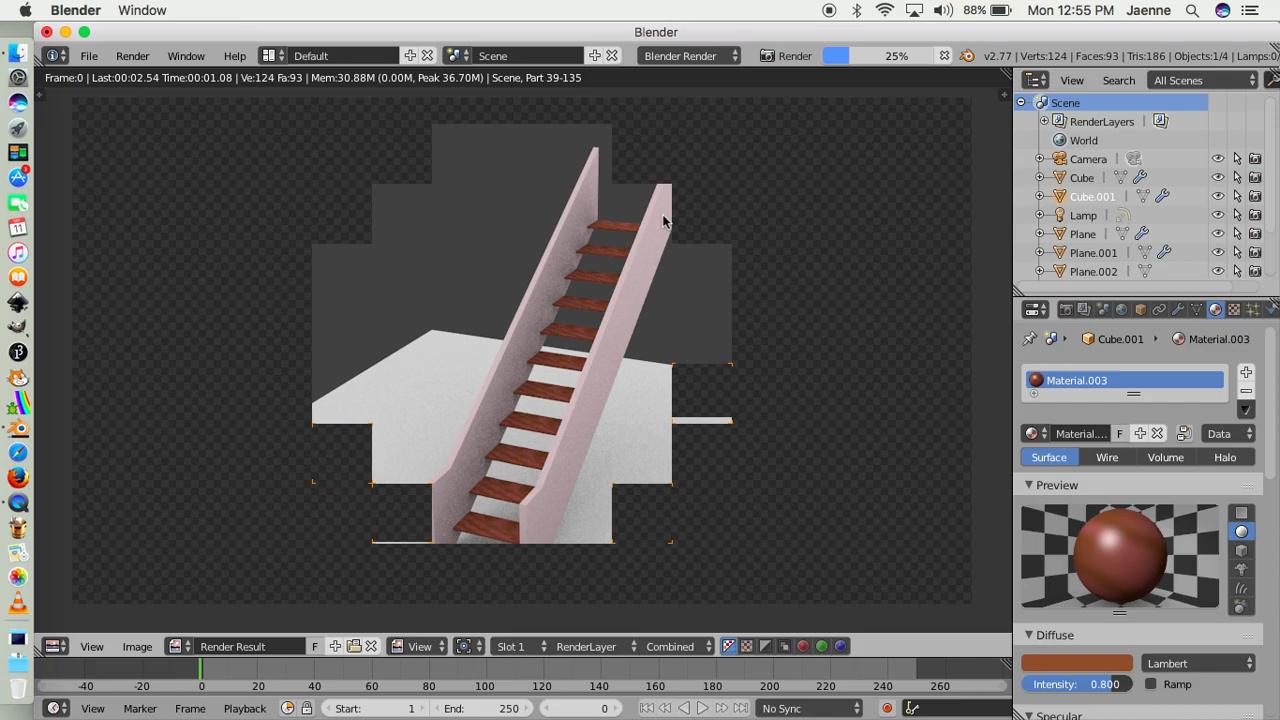 Blender Window 88% Mon 12:55 PM Jaenne
Blender
File Render Window Help Default Scene Blender Render Render 25% v2.77 | Verts:124 | Faces:93 | Tris:186 | Objects:1/4 | Lamps:0/
Frame:0 | Last:00:02.54 Time:00:01.08 | Ve:124 Fa:93 | Mem:30.88M (0.00M, Peak 36.70M) | Scene, Part 39-135
View Search All Scenes
Scene
RenderLayers
World
Camera
Cube
Cube.001
Lamp
Plane
Plane.001
Plane.002
Cube.001 Material.003
Material.003
Material.... F Data
Surface Wire Volume Halo
Preview
Diffuse
Lambert
Intensity: 0.800 Ramp
Specular
View Image Render Result F View Slot 1 RenderLayer Combined
-40 -20 0 20 40 60 80 100 120 140 160 180 200 220 240 260
View Marker Frame Playback Start: 1 End: 250 0 No Sync